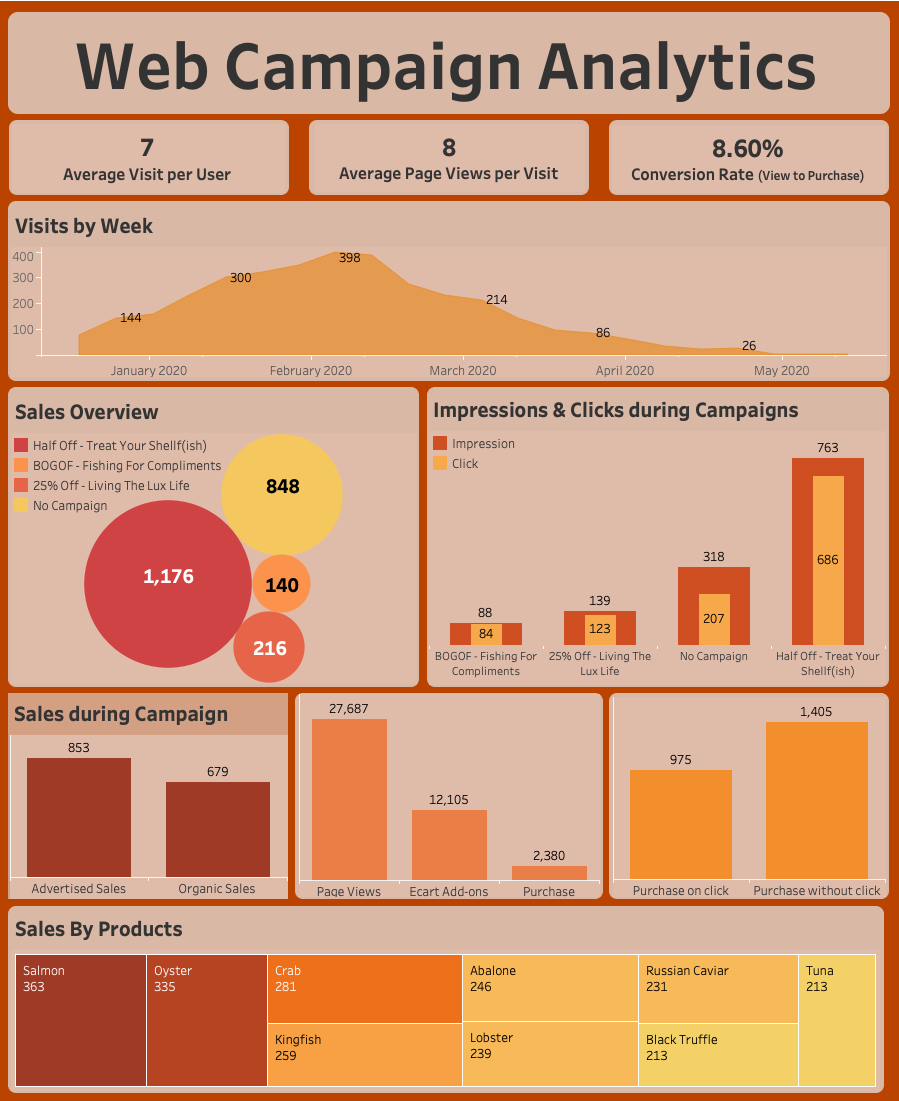 Web Campaign Analytics
7
Average Visit per User
8
Average Page Views per Visit
8.60%
Conversion Rate (View to Purchase)
Visits by Week
400
300
200
100
144
300
398
214
86
26
January 2020
February 2020
March 2020
April 2020
May 2020
Sales Overview
Half Off - Treat Your Shellf(ish)
BOGOF - Fishing For Compliments
25% Off - Living The Lux Life
No Campaign
848
1,176
140
216
Impressions & Clicks during Campaigns
Impression
Click
88
84
139
123
318
207
763
686
BOGOF - Fishing For
Compliments
25% Off - Living The
Lux Life
No Campaign
Half Off - Treat Your
Shellf(ish)
Sales during Campaign
853
679
Advertised Sales
Organic Sales
27,687
12,105
2,380
Page Views
Ecart Add-ons
Purchase
975
1,405
Purchase on click
Purchase without click
Sales By Products
Salmon
363
Oyster
335
Crab
281
Kingfish
259
Abalone
246
Lobster
239
Russian Caviar
231
Black Truffle
213
Tuna
213